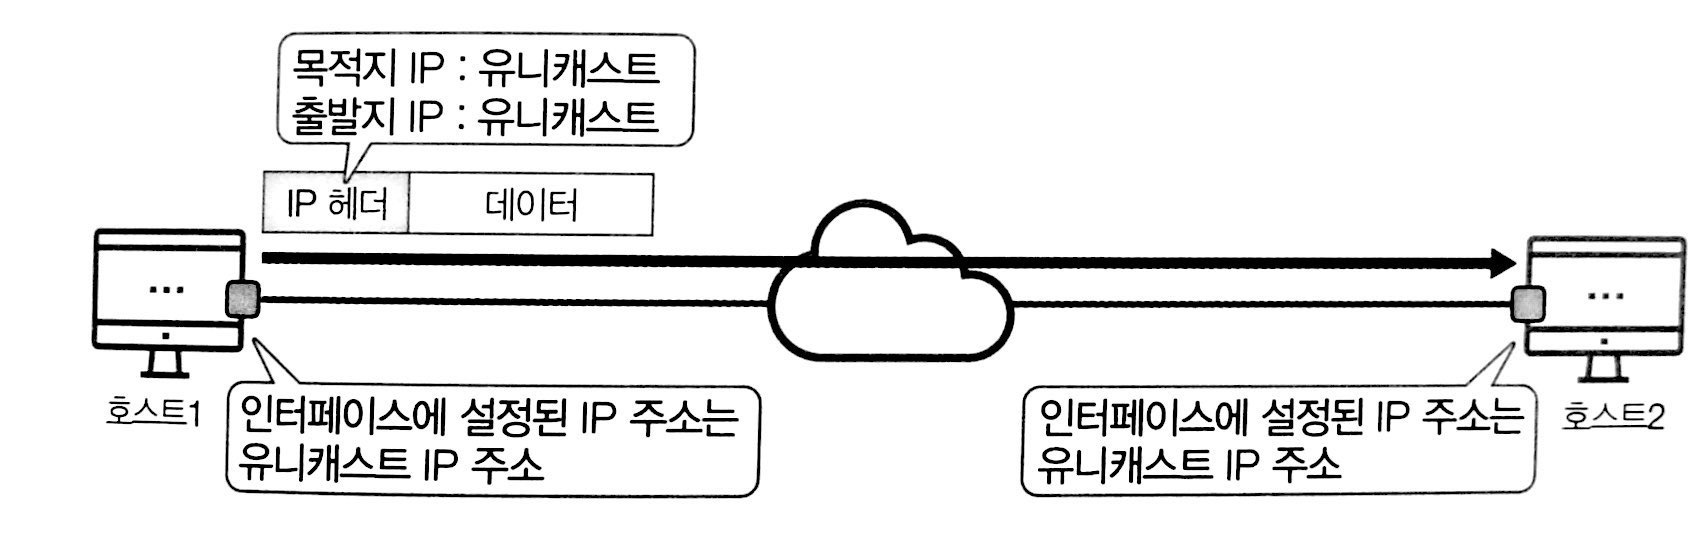 목적지 IP : 유니캐스트
출발지 IP : 유니캐스트
IP 헤더
데이터
호스트1
인터페이스에 설정된 IP 주소는
유니캐스트 IP 주소
인터페이스에 설정된 IP 주소는
유니캐스트 IP 주소
호스트2